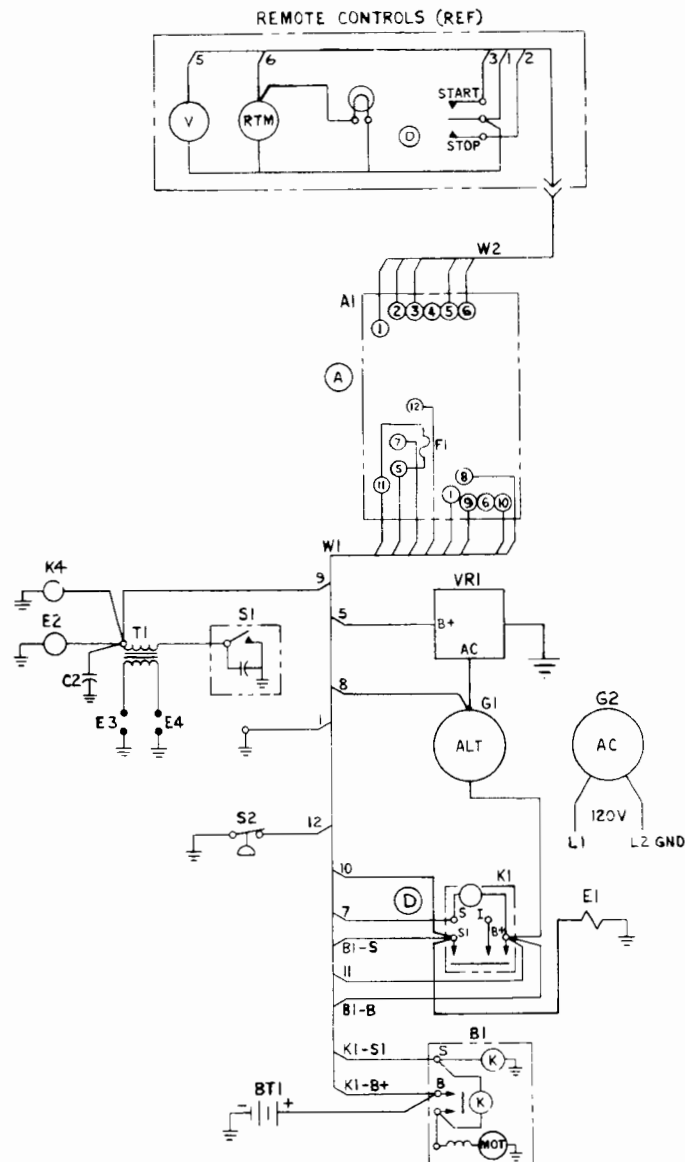 REMOTE CONTROLS (REF)
5 6 3 1 2
START
V RTM D
STOP
W2
A1
2 3 4 5 6
1
A
12
7 F1
5 8
11 1 9 6 10
W1
K4 9
VR1
E2 T1 S1 5 B+
C2 AC
8 G1 G2
E3 E4 1 ALT AC
120V
S2 12 L1 L2 GND
10 K1
D E1
7 S I
B1-S S1 B+
11
B1-B
B1
K1-S1 S K
BT1 K1-B+ B
- + K
MOT